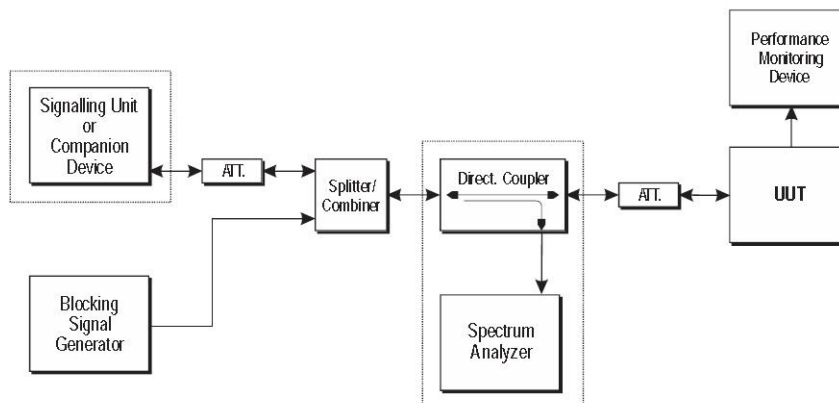 Performance
Monitoring
Device
Signalling Unit
or
Companion
Device
ATT.
Splitter/
Combiner
Direct. Coupler
ATT.
UUT
Blocking
Signal
Generator
Spectrum
Analyzer